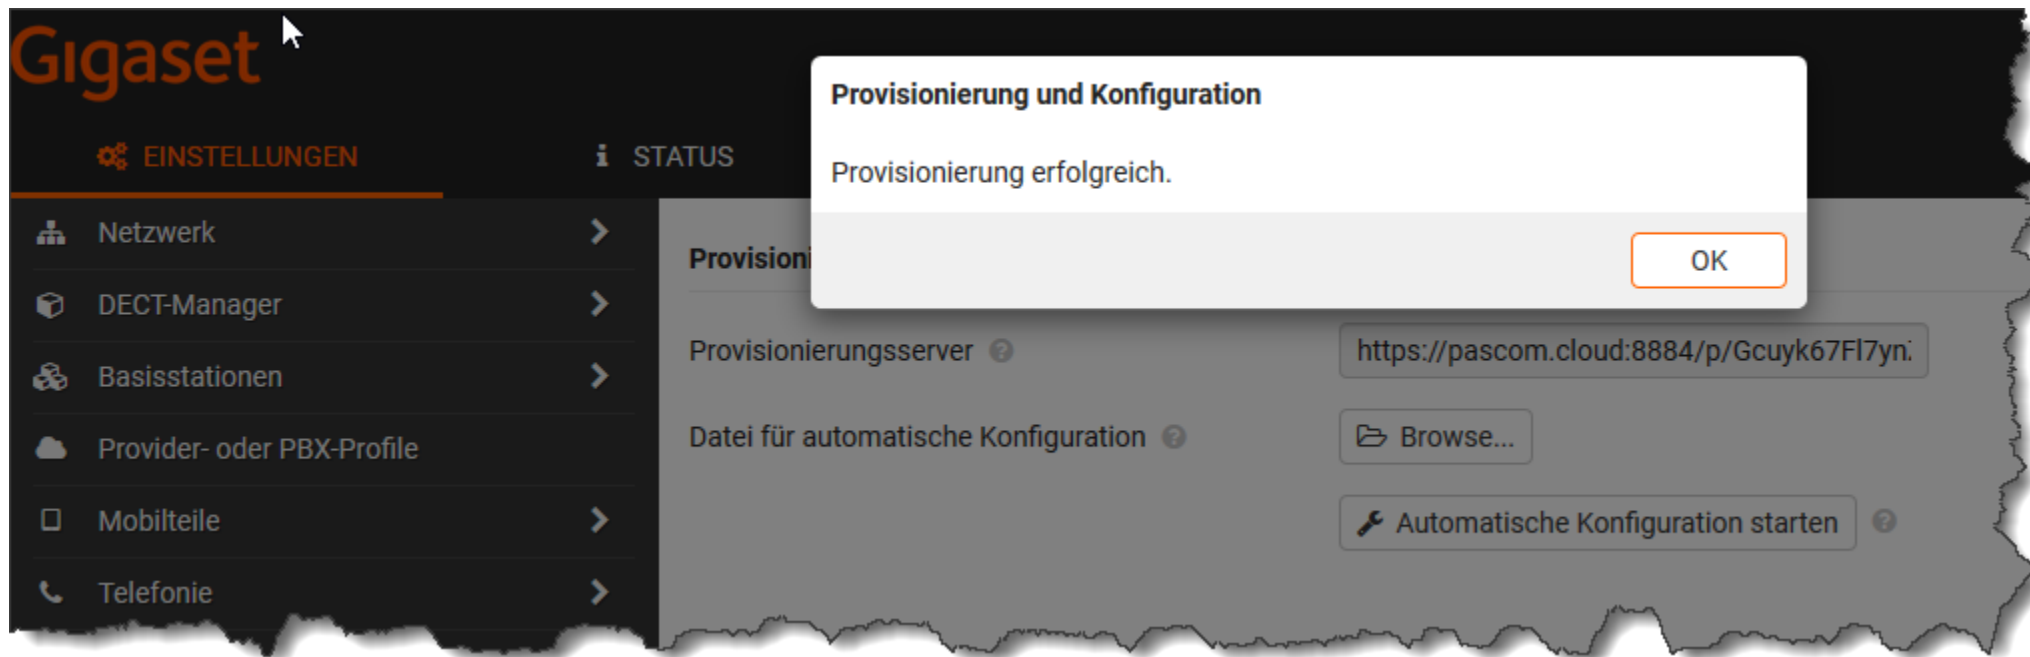 Gigaset
EINSTELLUNGEN
STATUS
Provisionierung und Konfiguration
Provisionierung erfolgreich.
OK
Netzwerk
DECT-Manager
Basisstationen
Provider- oder PBX-Profile
Mobilteile
Telefonie
Provisioni
Provisionierungsserver
https://pascom.cloud:8884/p/Gcuyk67Fl7yn
Datei für automatische Konfiguration
Browse...
Automatische Konfiguration starten